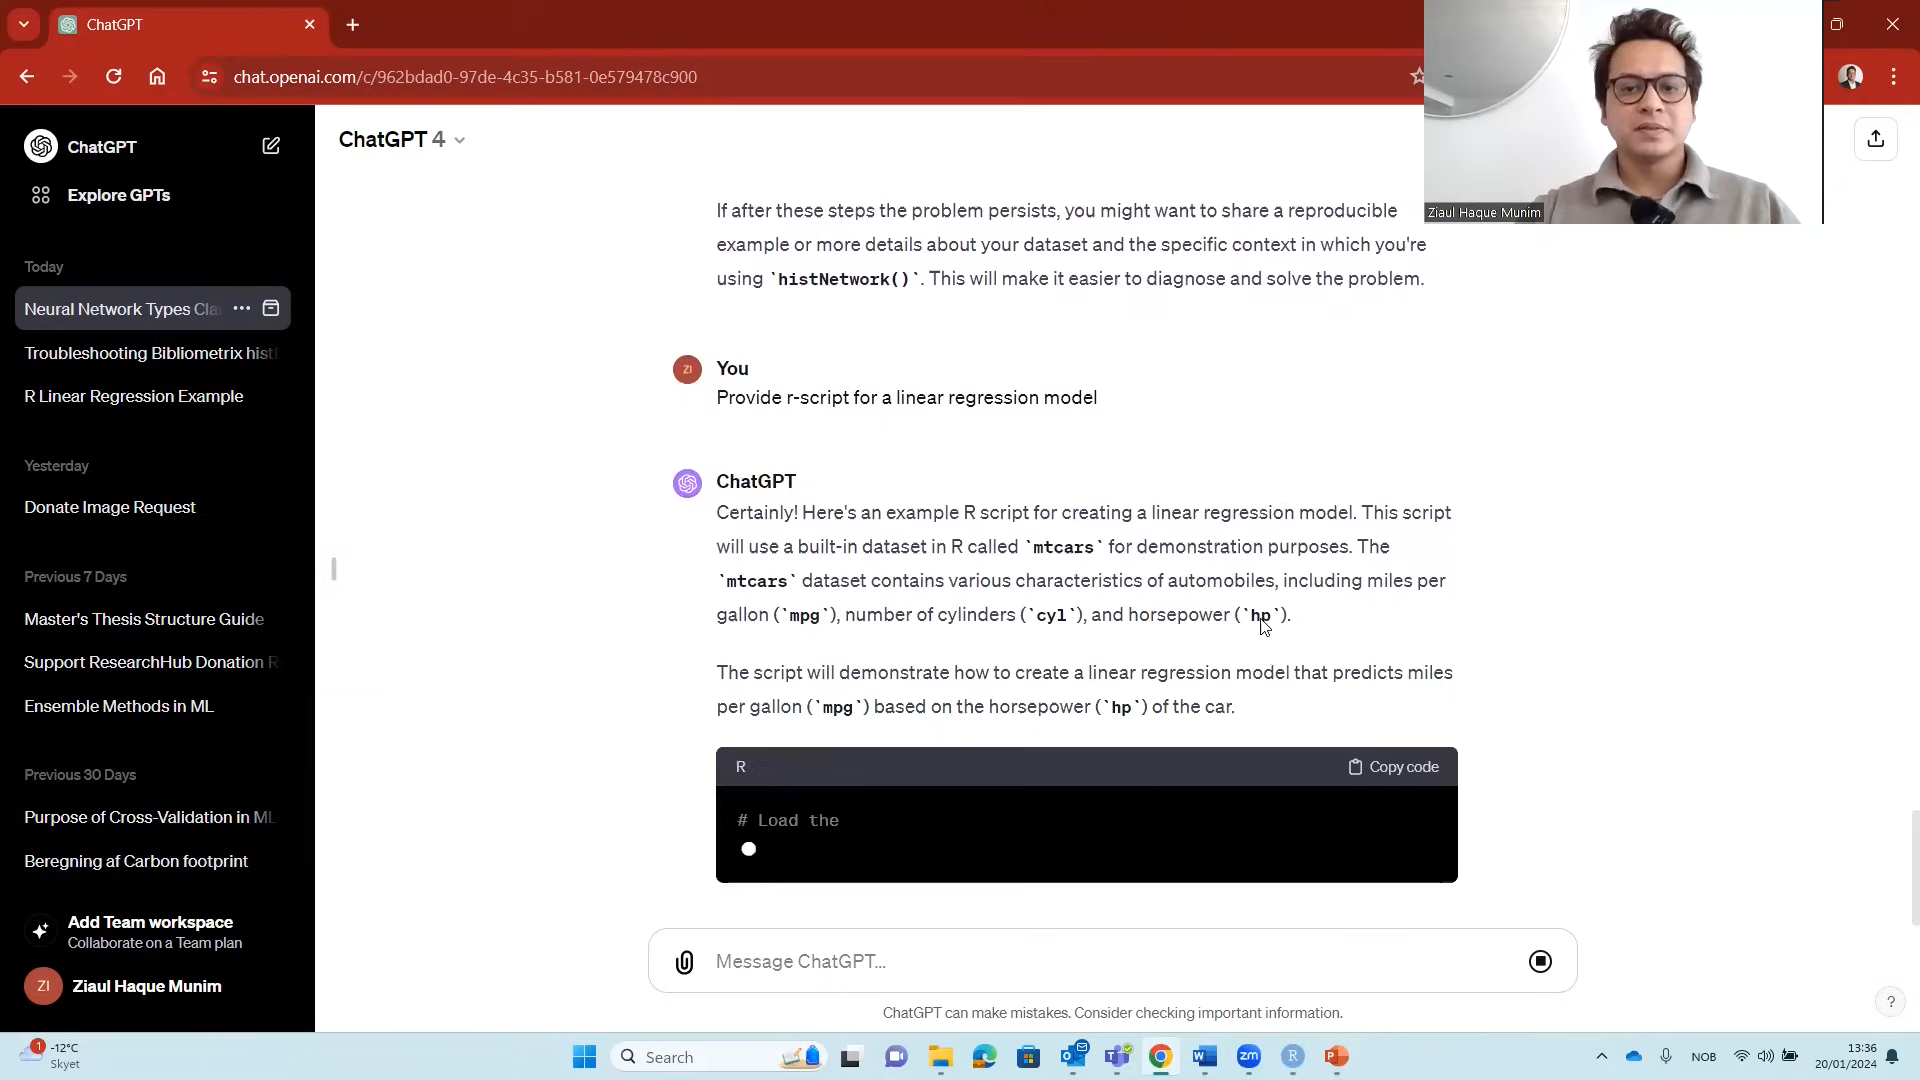 ChatGPT
chat.openai.com/c/962bdad0-97de-4c35-b581-0e579478c900
Ziaul Haque Munim
ChatGPT
Explore GPTs
Today
Neural Network Types Cla
Troubleshooting Bibliometrix hist
R Linear Regression Example
Yesterday
Donate Image Request
Previous 7 Days
Master's Thesis Structure Guide
Support ResearchHub Donation R
Ensemble Methods in ML
Previous 30 Days
Purpose of Cross-Validation in ML
Beregning af Carbon footprint
Add Team workspace
Collaborate on a Team plan
ZI
Ziaul Haque Munim
ChatGPT 4
If after these steps the problem persists, you might want to share a reproducible
example or more details about your dataset and the specific context in which you're
using `histNetwork()`. This will make it easier to diagnose and solve the problem.
ZI
You
Provide r-script for a linear regression model
ChatGPT
Certainly! Here's an example R script for creating a linear regression model. This script
will use a built-in dataset in R called `mtcars` for demonstration purposes. The
`mtcars` dataset contains various characteristics of automobiles, including miles per
gallon (`mpg`), number of cylinders (`cyl`), and horsepower (`hp`).
The script will demonstrate how to create a linear regression model that predicts miles
per gallon (`mpg`) based on the horsepower (`hp`) of the car.
R
Copy code
# Load the
Message ChatGPT…
ChatGPT can make mistakes. Consider checking important information.
?
1
-12°C
Skyet
Search
zm
R
NOB
13:36
20/01/2024